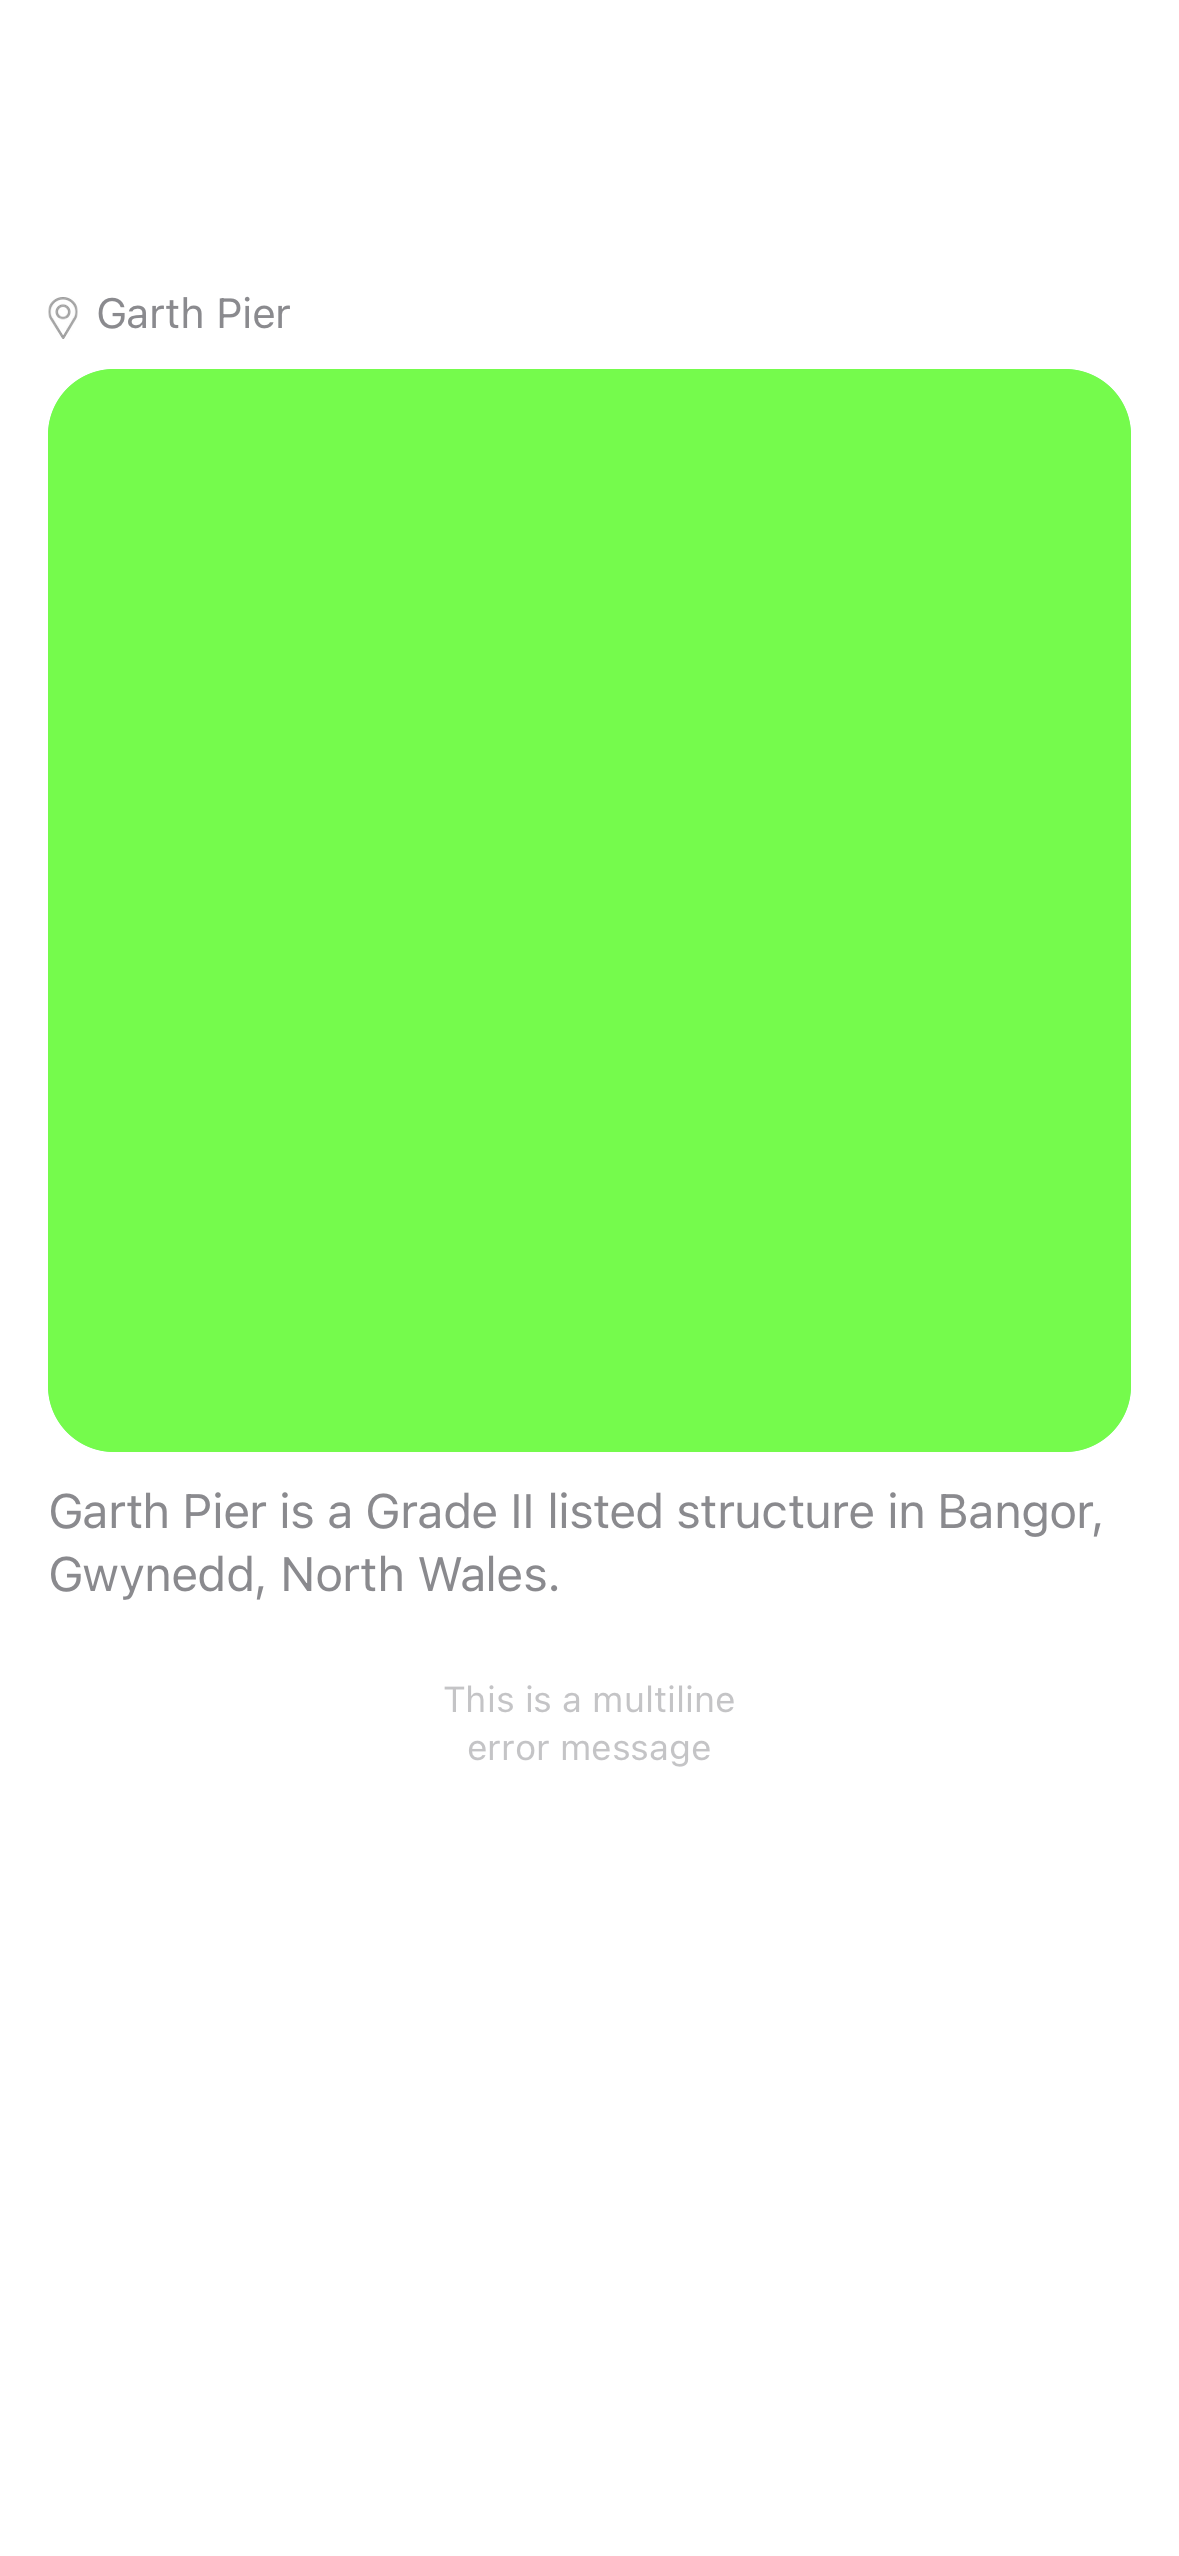 Garth Pier
Garth Pier is a Grade II listed structure in Bangor,
Gwynedd, North Wales.
This is a multiline
error message